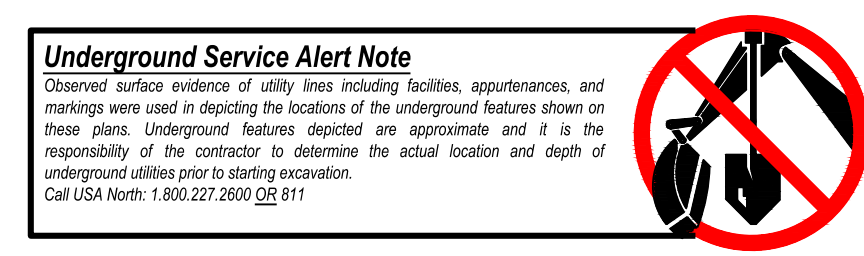 Underground Service Alert Note
Observed surface evidence of utility lines including facilities, appurtenances, and
markings were used in depicting the locations of the underground features shown on
these plans. Underground features depicted are approximate and it is the
responsibility of the contractor to determine the actual location and depth of
underground utilities prior to starting excavation.
Call USA North: 1.800.227.2600 OR 811